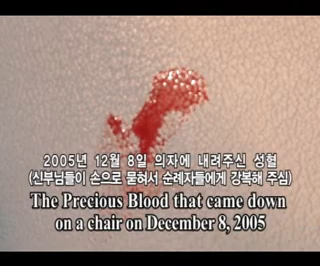 2005년 12월 8일 의자에 내려주신 성혈
(신부님들이 손으로 묻혀서 순례자들에게 강복해 주심)
The Precious Blood that came down
on a chair on December 8, 2005